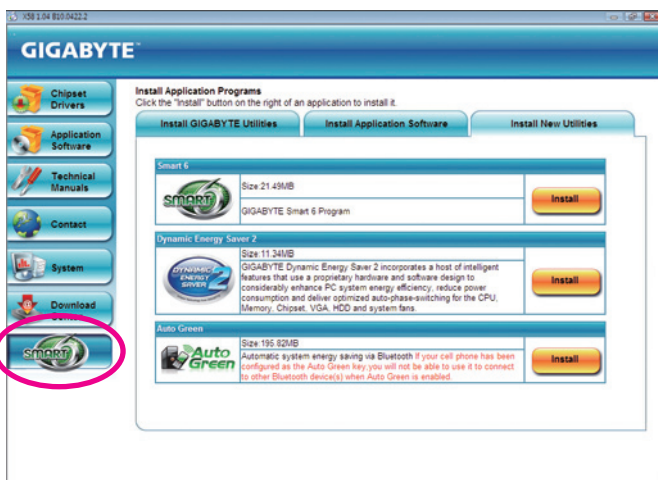 X58 1.04 B10.0422.2
GIGABYTE™
Chipset
Drivers
Application
Software
Technical
Manuals
Contact
System
Download
SMART6
Install Application Programs
Click the "Install" button on the right of an application to install it.
Install GIGABYTE Utilities
Install Application Software
Install New Utilities
Smart 6
SMART6
Size:21.49MB
GIGABYTE Smart 6 Program
Install
Dynamic Energy Saver 2
DYNAMIC
ENERGY
SAVER 2
Size:11.34MB
GIGABYTE Dynamic Energy Saver 2 incorporates a host of intelligent
features that use a proprietary hardware and software design to
considerably enhance PC system energy efficiency, reduce power
consumption and deliver optimized auto-phase-switching for the CPU,
Memory, Chipset, VGA, HDD and system fans.
Install
Auto Green
Auto
Green
Size:195.82MB
Automatic system energy saving via Bluetooth If your cell phone has been
configured as the Auto Green key,you will not be able to use it to connect
to other Bluetooth device(s) when Auto Green is enabled.
Install